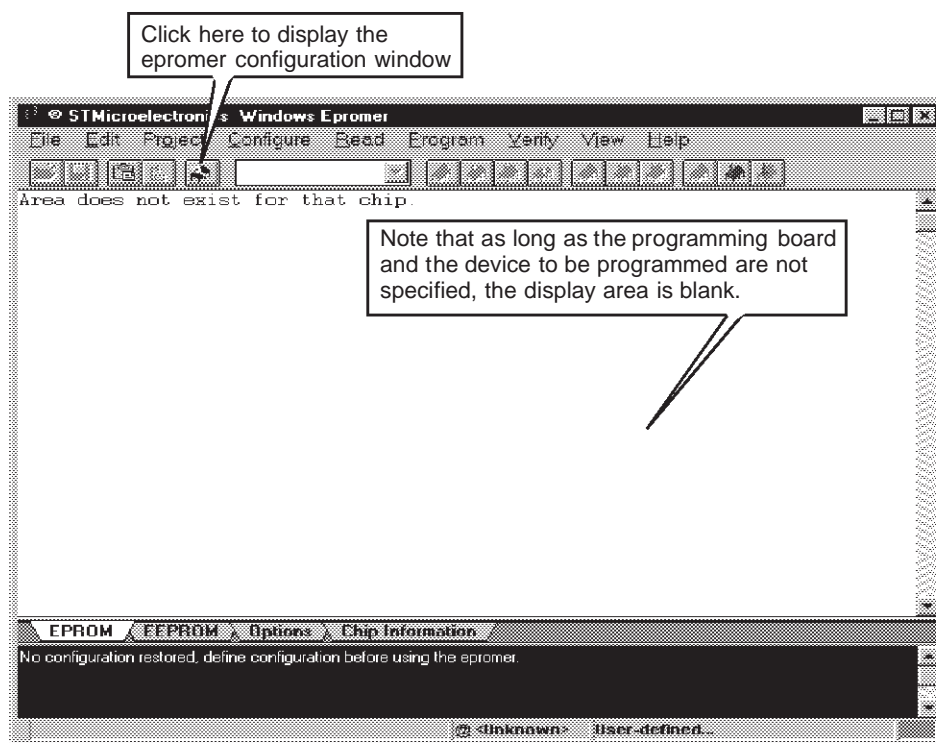 Click here to display the
epromer configuration window
STMicroelectronics Windows Epromer
File Edit Project Configure Read Program Verify View Help
Area does not exist for that chip.
Note that as long as the programming board
and the device to be programmed are not
specified, the display area is blank.
EPROM EEPROM Options Chip Information
No configuration restored, define configuration before using the epromer.
<Unknown> User-defined...